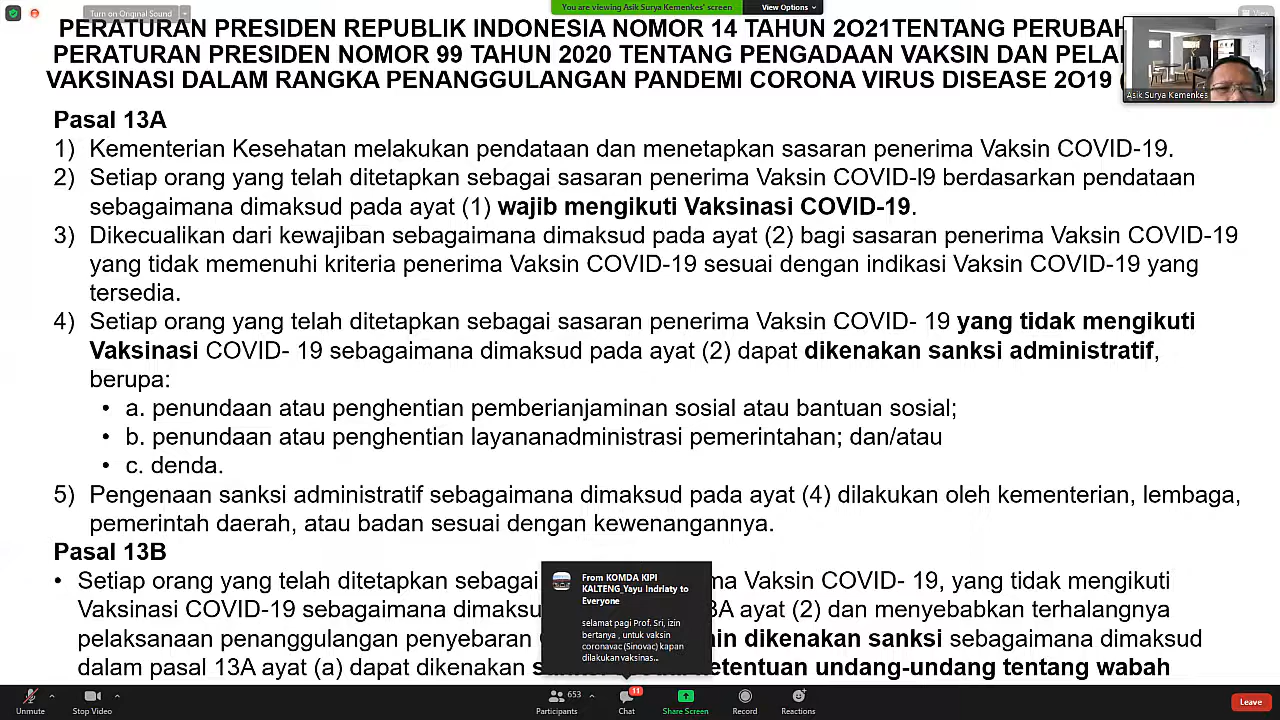 Turn on Original Sound
You are viewing Asik Surya Kemenkes' screen
View Options
View
PERATURAN PRESIDEN REPUBLIK INDONESIA NOMOR 14 TAHUN 2O21TENTANG PERUBAH
PERATURAN PRESIDEN NOMOR 99 TAHUN 2020 TENTANG PENGADAAN VAKSIN DAN PELA
VAKSINASI DALAM RANGKA PENANGGULANGAN PANDEMI CORONA VIRUS DISEASE 2O19
Asik Surya Kemenkes
Pasal 13A
1) Kementerian Kesehatan melakukan pendataan dan menetapkan sasaran penerima Vaksin COVID-19.
2) Setiap orang yang telah ditetapkan sebagai sasaran penerima Vaksin COVID-I9 berdasarkan pendataan
sebagaimana dimaksud pada ayat (1) wajib mengikuti Vaksinasi COVID-19.
3) Dikecualikan dari kewajiban sebagaimana dimaksud pada ayat (2) bagi sasaran penerima Vaksin COVID-19
yang tidak memenuhi kriteria penerima Vaksin COVID-19 sesuai dengan indikasi Vaksin COVID-19 yang
tersedia.
4) Setiap orang yang telah ditetapkan sebagai sasaran penerima Vaksin COVID- 19 yang tidak mengikuti
Vaksinasi COVID- 19 sebagaimana dimaksud pada ayat (2) dapat dikenakan sanksi administratif,
berupa:
• a. penundaan atau penghentian pemberianjaminan sosial atau bantuan sosial;
• b. penundaan atau penghentian layananadministrasi pemerintahan; dan/atau
• c. denda.
5) Pengenaan sanksi administratif sebagaimana dimaksud pada ayat (4) dilakukan oleh kementerian, lembaga,
pemerintah daerah, atau badan sesuai dengan kewenangannya.
Pasal 13B
• Setiap orang yang telah ditetapkan sebagai ma Vaksin COVID- 19, yang tidak mengikuti
Vaksinasi COVID-19 sebagaimana dimaksu 3A ayat (2) dan menyebabkan terhalangnya
pelaksanaan penanggulangan penyebaran in dikenakan sanksi sebagaimana dimaksud
dalam pasal 13A ayat (a) dapat dikenakan etentuan undang-undang tentang wabah
From KOMDA KIPI
KALTENG_Yayu Indriaty to
Everyone
selamat pagi Prof. Sri, izin
bertanya , untuk vaksin
coronavac (Sinovac) kapan
dilakukan vaksinas...
Unmute
Stop Video
653
Participants
11
Chat
Share Screen
Record
Reactions
Leave